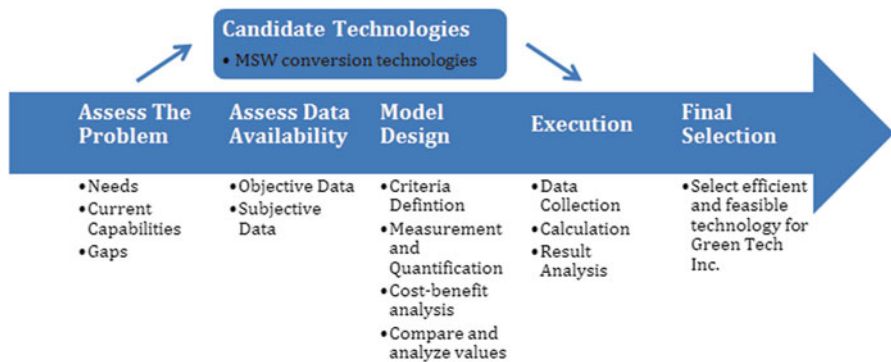 Candidate Technologies
• MSW conversion technologies
Assess The
Problem
Assess Data
Availability
Model
Design
Execution
Final
Selection
•Needs
•Current
Capabilities
•Gaps
•Objective Data
•Subjective
Data
•Criteria
Defintion
•Measurement
and
Quantification
•Cost-benefit
analysis
•Compare and
analyze values
•Data
Collection
•Calculation
•Result
Analysis
•Select efficient
and feasible
technology for
Green Tech
Inc.